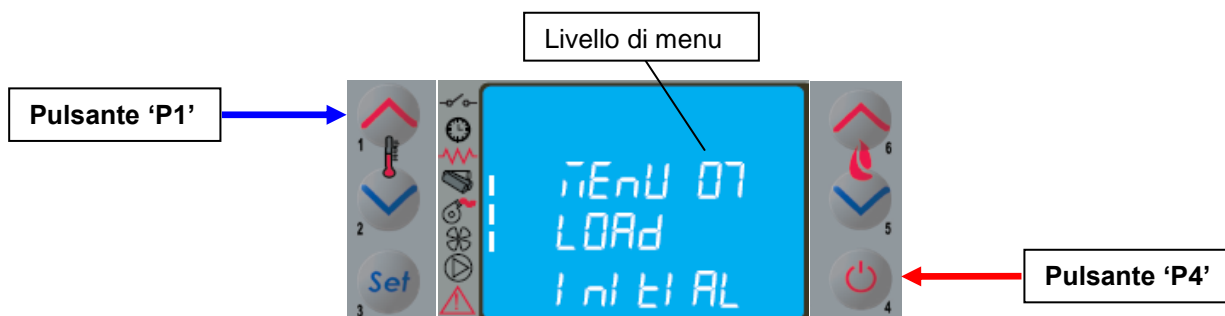 Livello di menu
Pulsante ‘P1’
MEnU 07
LOAd
InItIAL
1
2
3
Set
6
5
4
Pulsante ‘P4’